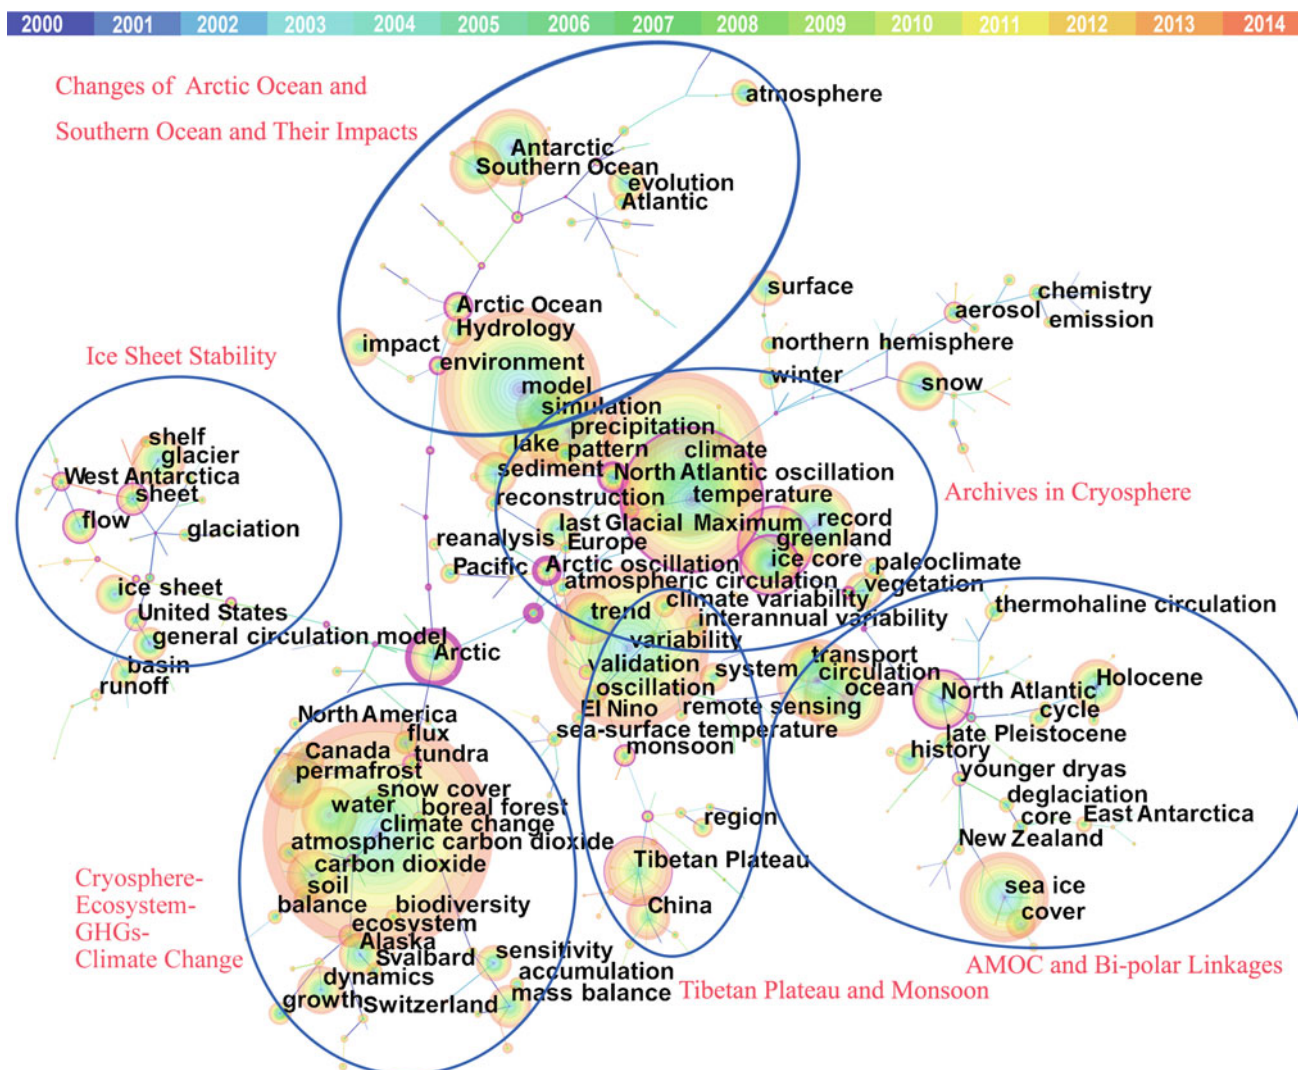 2000 2001 2002 2003 2004 2005 2006 2007 2008 2009 2010 2011 2012 2013 2014
Changes of Arctic Ocean and
Southern Ocean and Their Impacts
atmosphere
Antarctic
Southern Ocean
evolution
Atlantic
surface
chemistry
aerosol
emission
Arctic Ocean
Hydrology
impact
environment
northern hemisphere
winter
snow
model
simulation
precipitation
lake
pattern
climate
sediment
North Atlantic oscillation
reconstruction
temperature
Archives in Cryosphere
last Glacial Maximum
record
reanalysis
Europe
greenland
Pacific
Arctic oscillation
ice core
paleoclimate
atmospheric circulation
vegetation
trend
climate variability
thermohaline circulation
interannual variability
variability
Ice Sheet Stability
shelf
glacier
West Antarctica
sheet
flow
glaciation
ice sheet
United States
general circulation model
basin
runoff
Arctic
validation
system
transport
circulation
oscillation
ocean
North Atlantic
Holocene
El Nino
remote sensing
cycle
sea-surface temperature
late Pleistocene
monsoon
history
younger dryas
deglaciation
region
core
East Antarctica
New Zealand
Tibetan Plateau
sea ice
China
cover
AMOC and Bi-polar Linkages
Tibetan Plateau and Monsoon
North America
flux
Canada
tundra
permafrost
snow cover
water
boreal forest
climate change
atmospheric carbon dioxide
carbon dioxide
soil
balance
biodiversity
ecosystem
Alaska
Svalbard
sensitivity
dynamics
accumulation
growth
Switzerland
mass balance
Cryosphere-
Ecosystem-
GHGs-
Climate Change